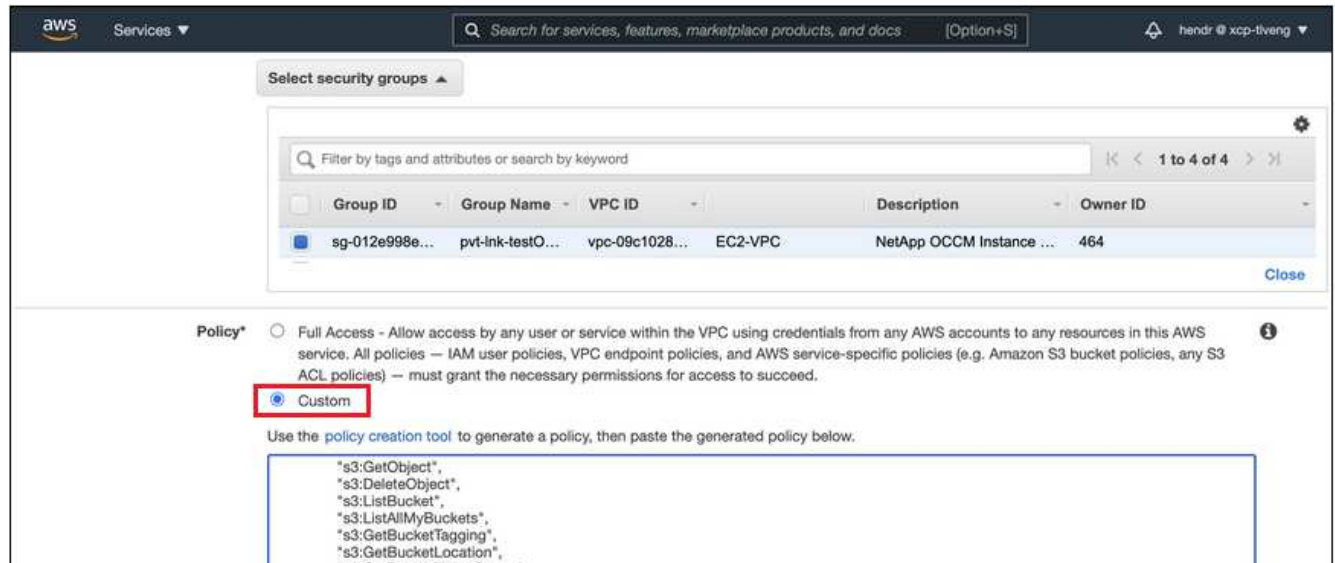 aws Services ▼ Search for services, features, marketplace products, and docs [Option+S] hendr @ xcp-tlveng ▼
Select security groups ▲
Filter by tags and attributes or search by keyword |< < 1 to 4 of 4 > >|
Group ID Group Name VPC ID Description Owner ID
sg-012e998e... pvt-lnk-testO... vpc-09c1028... EC2-VPC NetApp OCCM Instance ... 464
Close
Policy* Full Access - Allow access by any user or service within the VPC using credentials from any AWS accounts to any resources in this AWS
service. All policies — IAM user policies, VPC endpoint policies, and AWS service-specific policies (e.g. Amazon S3 bucket policies, any S3
ACL policies) — must grant the necessary permissions for access to succeed.
Custom
Use the policy creation tool to generate a policy, then paste the generated policy below.
"s3:GetObject",
"s3:DeleteObject",
"s3:ListBucket",
"s3:ListAllMyBuckets",
"s3:GetBucketTagging",
"s3:GetBucketLocation",